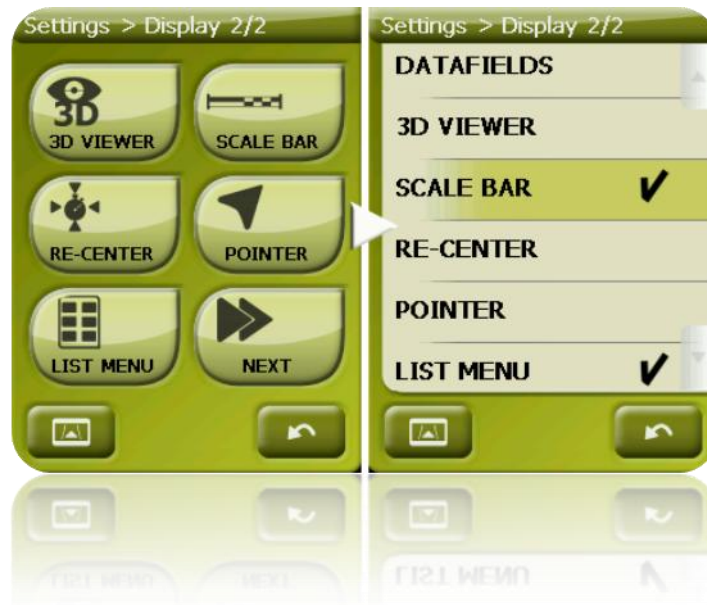 Settings > Display 2/2
3D
3D VIEWER
SCALE BAR
RE-CENTER
POINTER
LIST MENU
NEXT
Settings > Display 2/2
DATAFIELDS
3D VIEWER
SCALE BAR
RE-CENTER
POINTER
LIST MENU